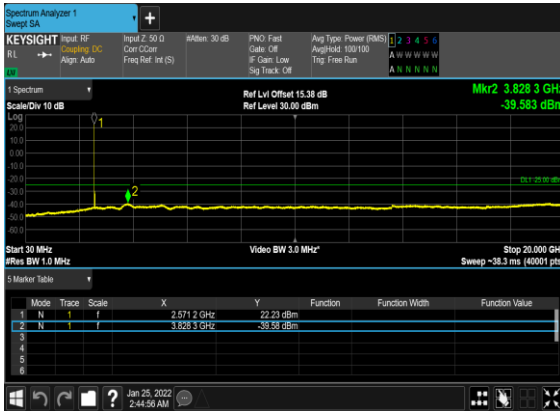 Spectrum Analyzer 1
Swept SA
+
KEYSIGHT Input: RF Input Z: 50 Ω #Atten: 30 dB PNO: Fast Avg Type: Power (RMS) 1 2 3 4 5 6
RL Coupling: DC Corr CCorr Gate: Off Avg|Hold: 100/100 A W W W W W
Align: Auto Freq Ref: Int (S) IF Gain: Low Trig: Free Run
Sig Track: Off A N N N N N
1 Spectrum Ref Lvl Offset 15.38 dB Mkr2 3.828 3 GHz
Scale/Div 10 dB Ref Level 30.00 dBm -39.583 dBm
Log
20.0
10.0
0.00
-10.0
-20.0
-30.0
-40.0
-50.0
-60.0
1
2
DL1 -25.00 dBm
Start 30 MHz Video BW 3.0 MHz* Stop 20.000 GHz
#Res BW 1.0 MHz Sweep ~38.3 ms (40001 pts)
5 Marker Table
Mode Trace Scale X Y Function Function Width Function Value
1 N 1 f 2.571 2 GHz 22.23 dBm
2 N 1 f 3.828 3 GHz -39.58 dBm
3
4
5
6
? Jan 25, 2022
2:44:56 AM